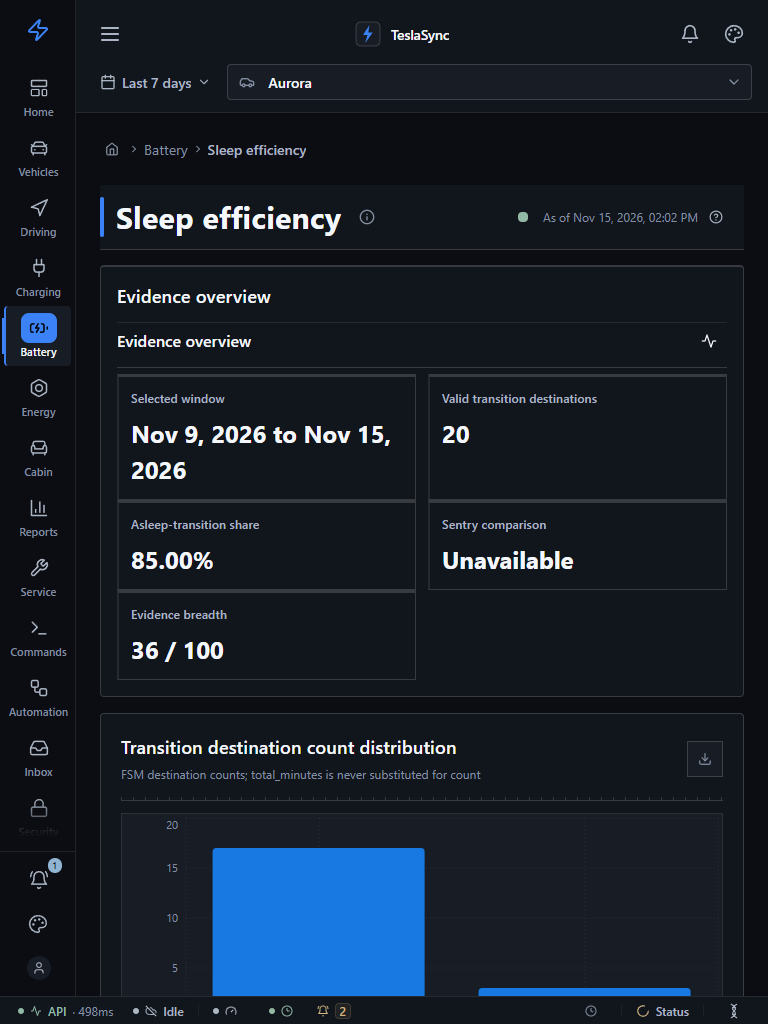 TeslaSync
Last 7 days
Aurora
Home
Vehicles
Driving
Charging
Battery
Energy
Cabin
Reports
Service
Commands
Automation
Inbox
Security
1
Battery
Sleep efficiency
Sleep efficiency
As of Nov 15, 2026, 02:02 PM
Evidence overview
Evidence overview
Selected window
Nov 9, 2026 to Nov 15,
2026
Valid transition destinations
20
Asleep-transition share
85.00%
Sentry comparison
Unavailable
Evidence breadth
36 / 100
Transition destination count distribution
FSM destination counts; total_minutes is never substituted for count
20
15
10
5
API · 498ms
Idle
2
Status